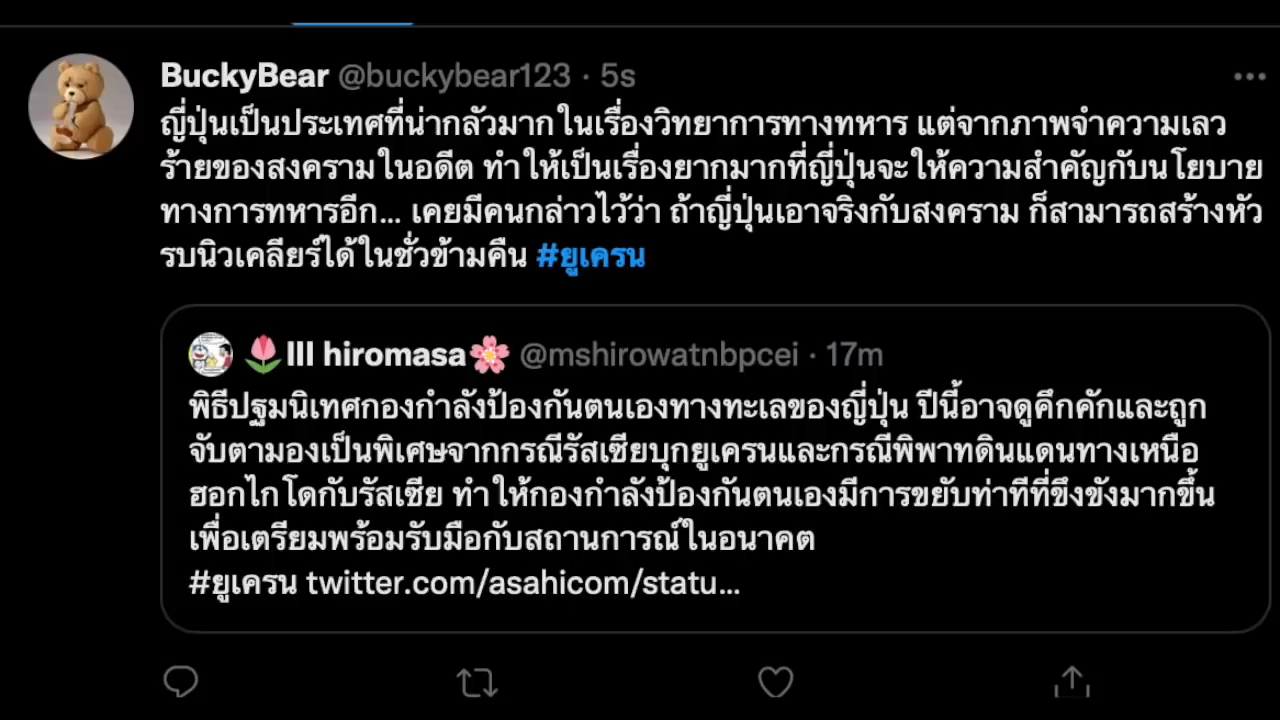 BuckyBear @buckybear123 · 5s
ญี่ปุ่นเป็นประเทศที่น่ากลัวมากในเรื่องวิทยาการทางทหาร แต่จากภาพจำความเลว
ร้ายของสงครามในอดีต ทำให้เป็นเรื่องยากมากที่ญี่ปุ่นจะให้ความสำคัญกับนโยบาย
ทางการทหารอีก... เคยมีคนกล่าวไว้ว่า ถ้าญี่ปุ่นเอาจริงกับสงคราม ก็สามารถสร้างหัว
รบนิวเคลียร์ได้ในชั่วข้ามคืน #ยูเครน
🌷lll hiromasa🌸 @mshirowatnbpcei · 17m
พิธีปฐมนิเทศกองกำลังป้องกันตนเองทางทะเลของญี่ปุ่น ปีนี้อาจดูคึกคักและถูก
จับตามองเป็นพิเศษจากกรณีรัสเซียบุกยูเครนและกรณีพิพาทดินแดนทางเหนือ
ฮอกไกโดกับรัสเซีย ทำให้กองกำลังป้องกันตนเองมีการขยับท่าทีที่ขึงขังมากขึ้น
เพื่อเตรียมพร้อมรับมือกับสถานการณ์ในอนาคต
#ยูเครน twitter.com/asahicom/statu...